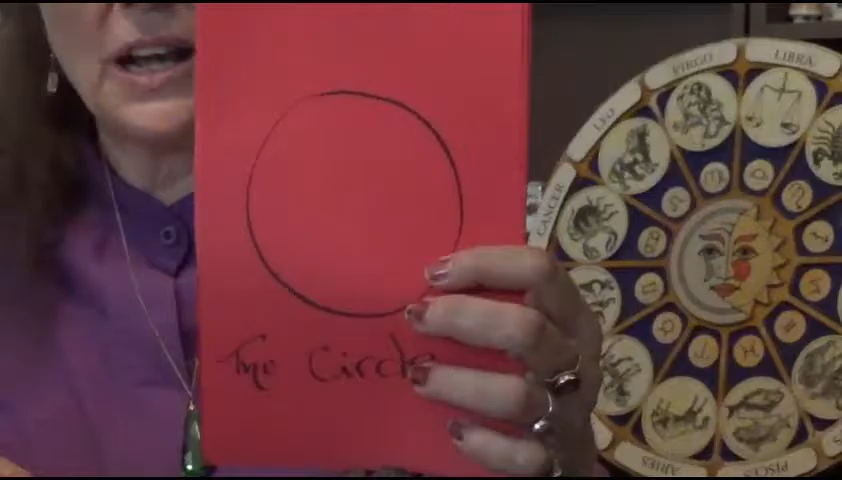 The Circle
VIRGO
LIBRA
LEO
CANCER
ARIES
PISCES